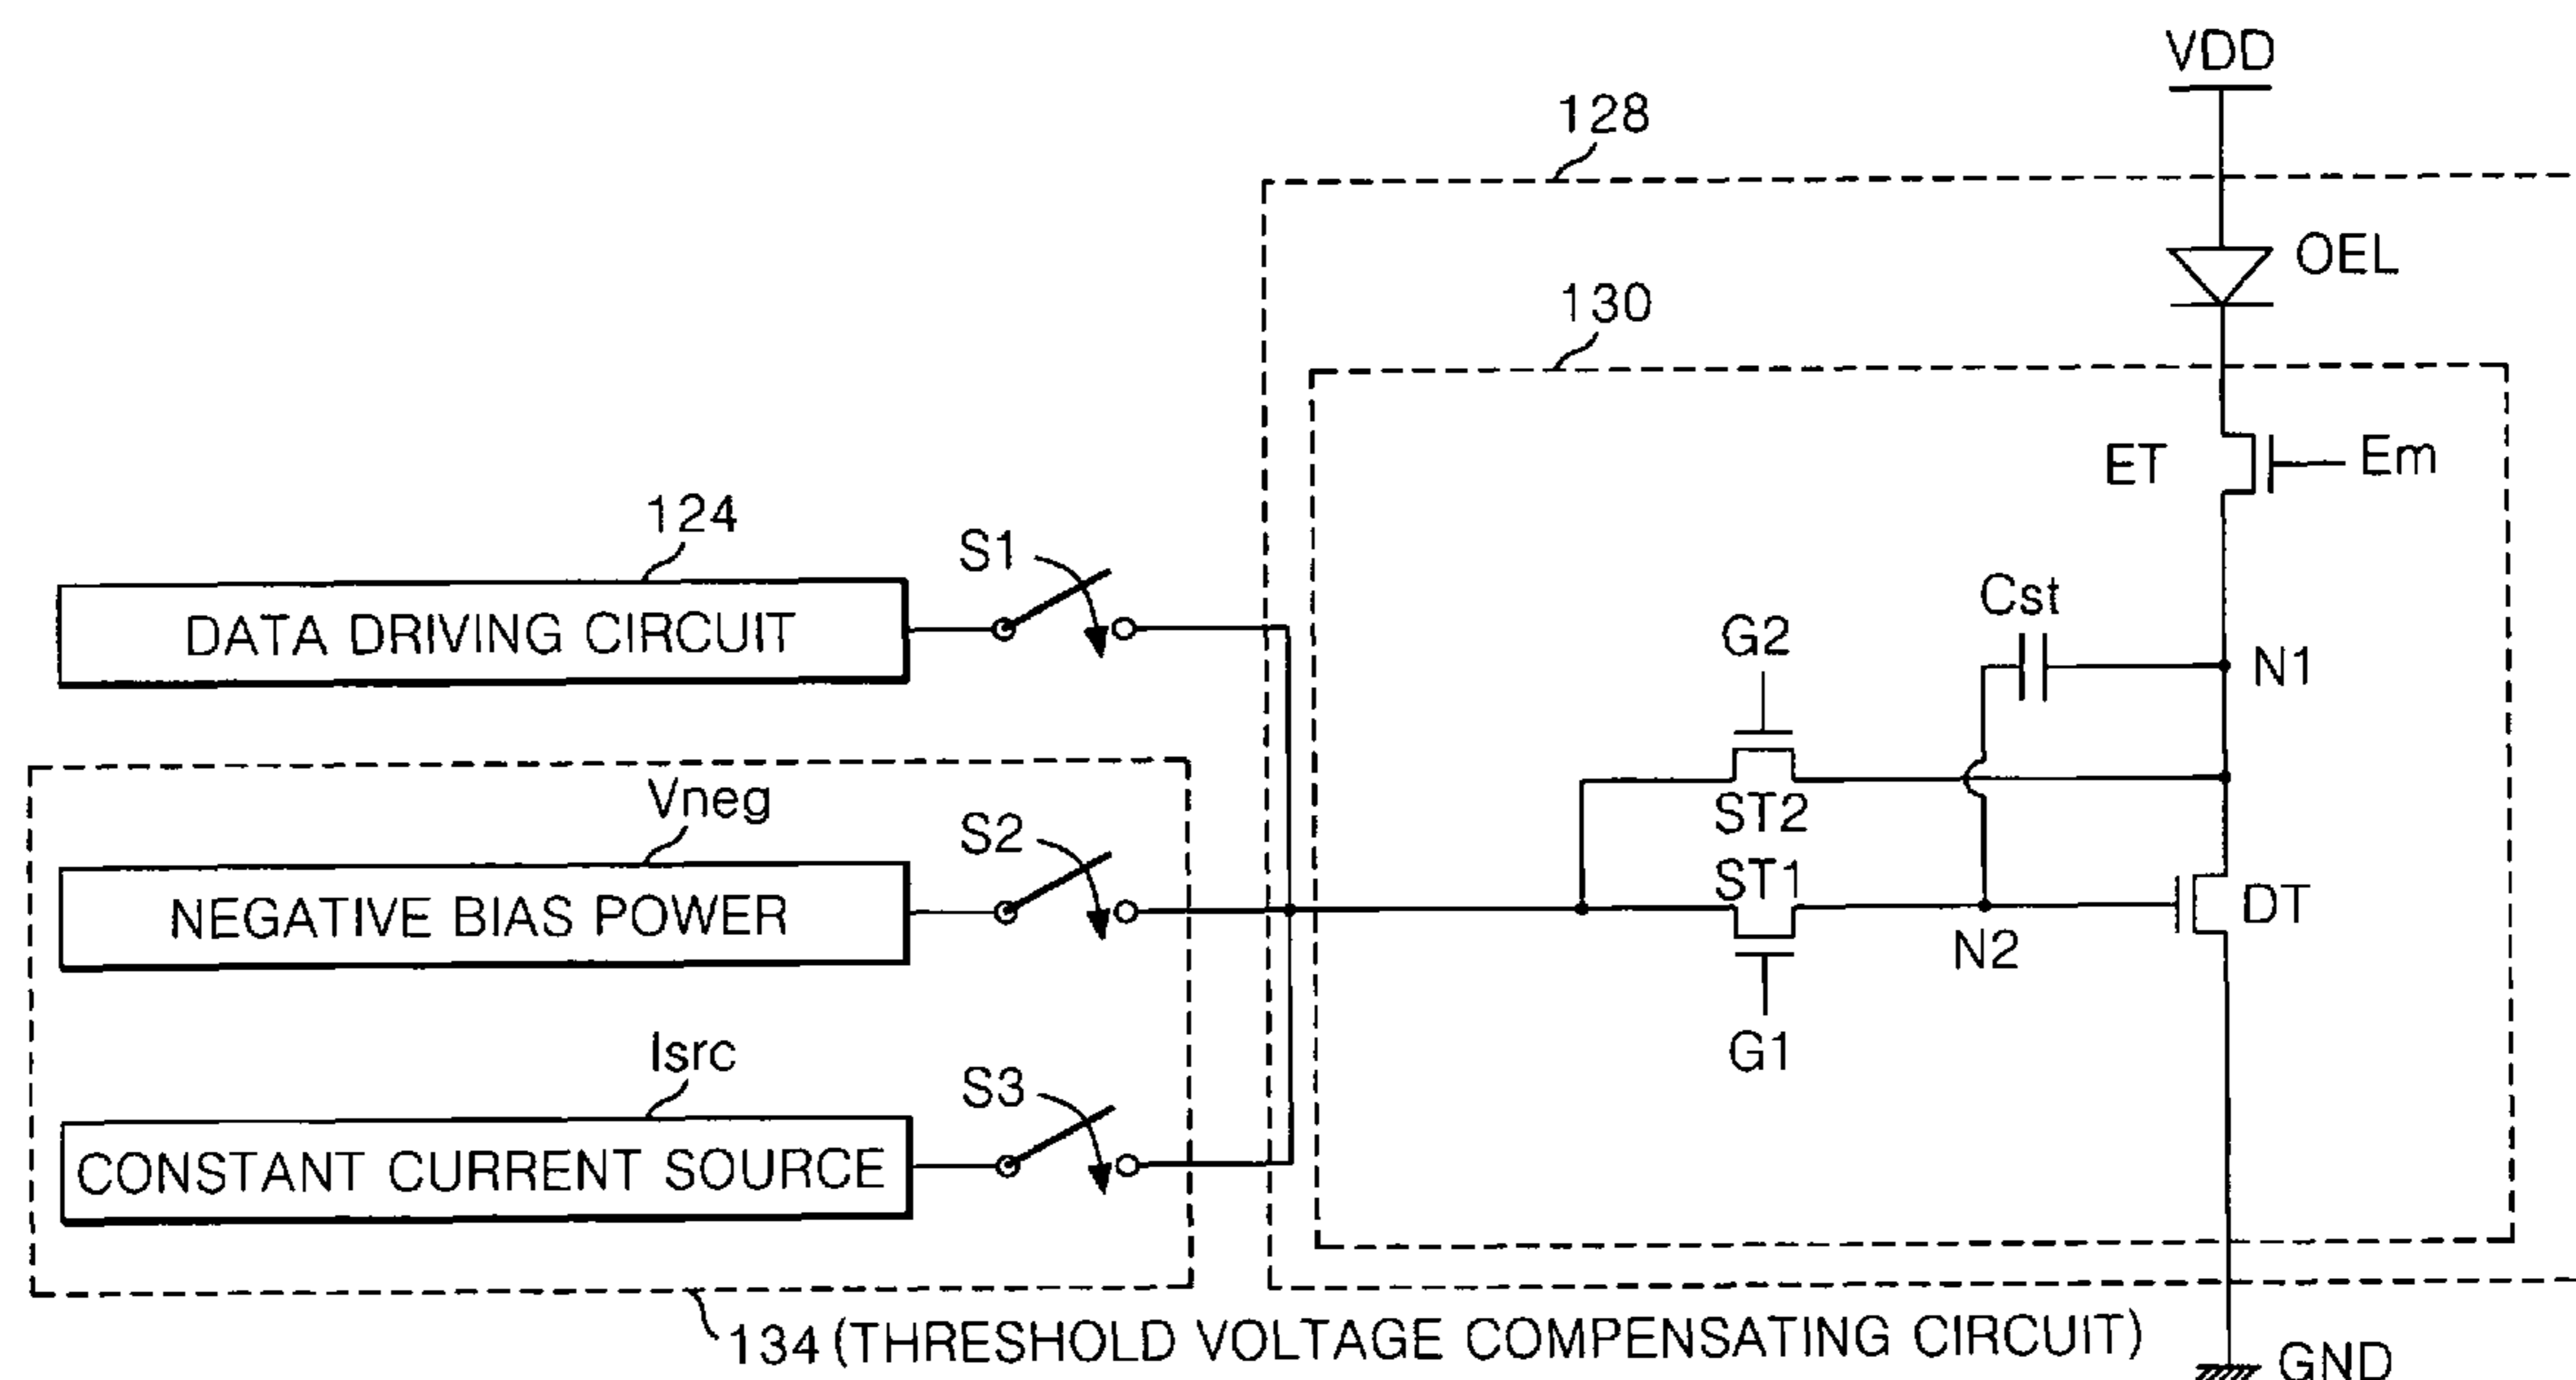 VDD
128
OEL
130
ET
Em
124
S1
Cst
DATA DRIVING CIRCUIT
G2
N1
Vneg
S2
ST2
ST1
NEGATIVE BIAS POWER
DT
N2
Isrc
G1
S3
CONSTANT CURRENT SOURCE
134 (THRESHOLD VOLTAGE COMPENSATING CIRCUIT)
GND